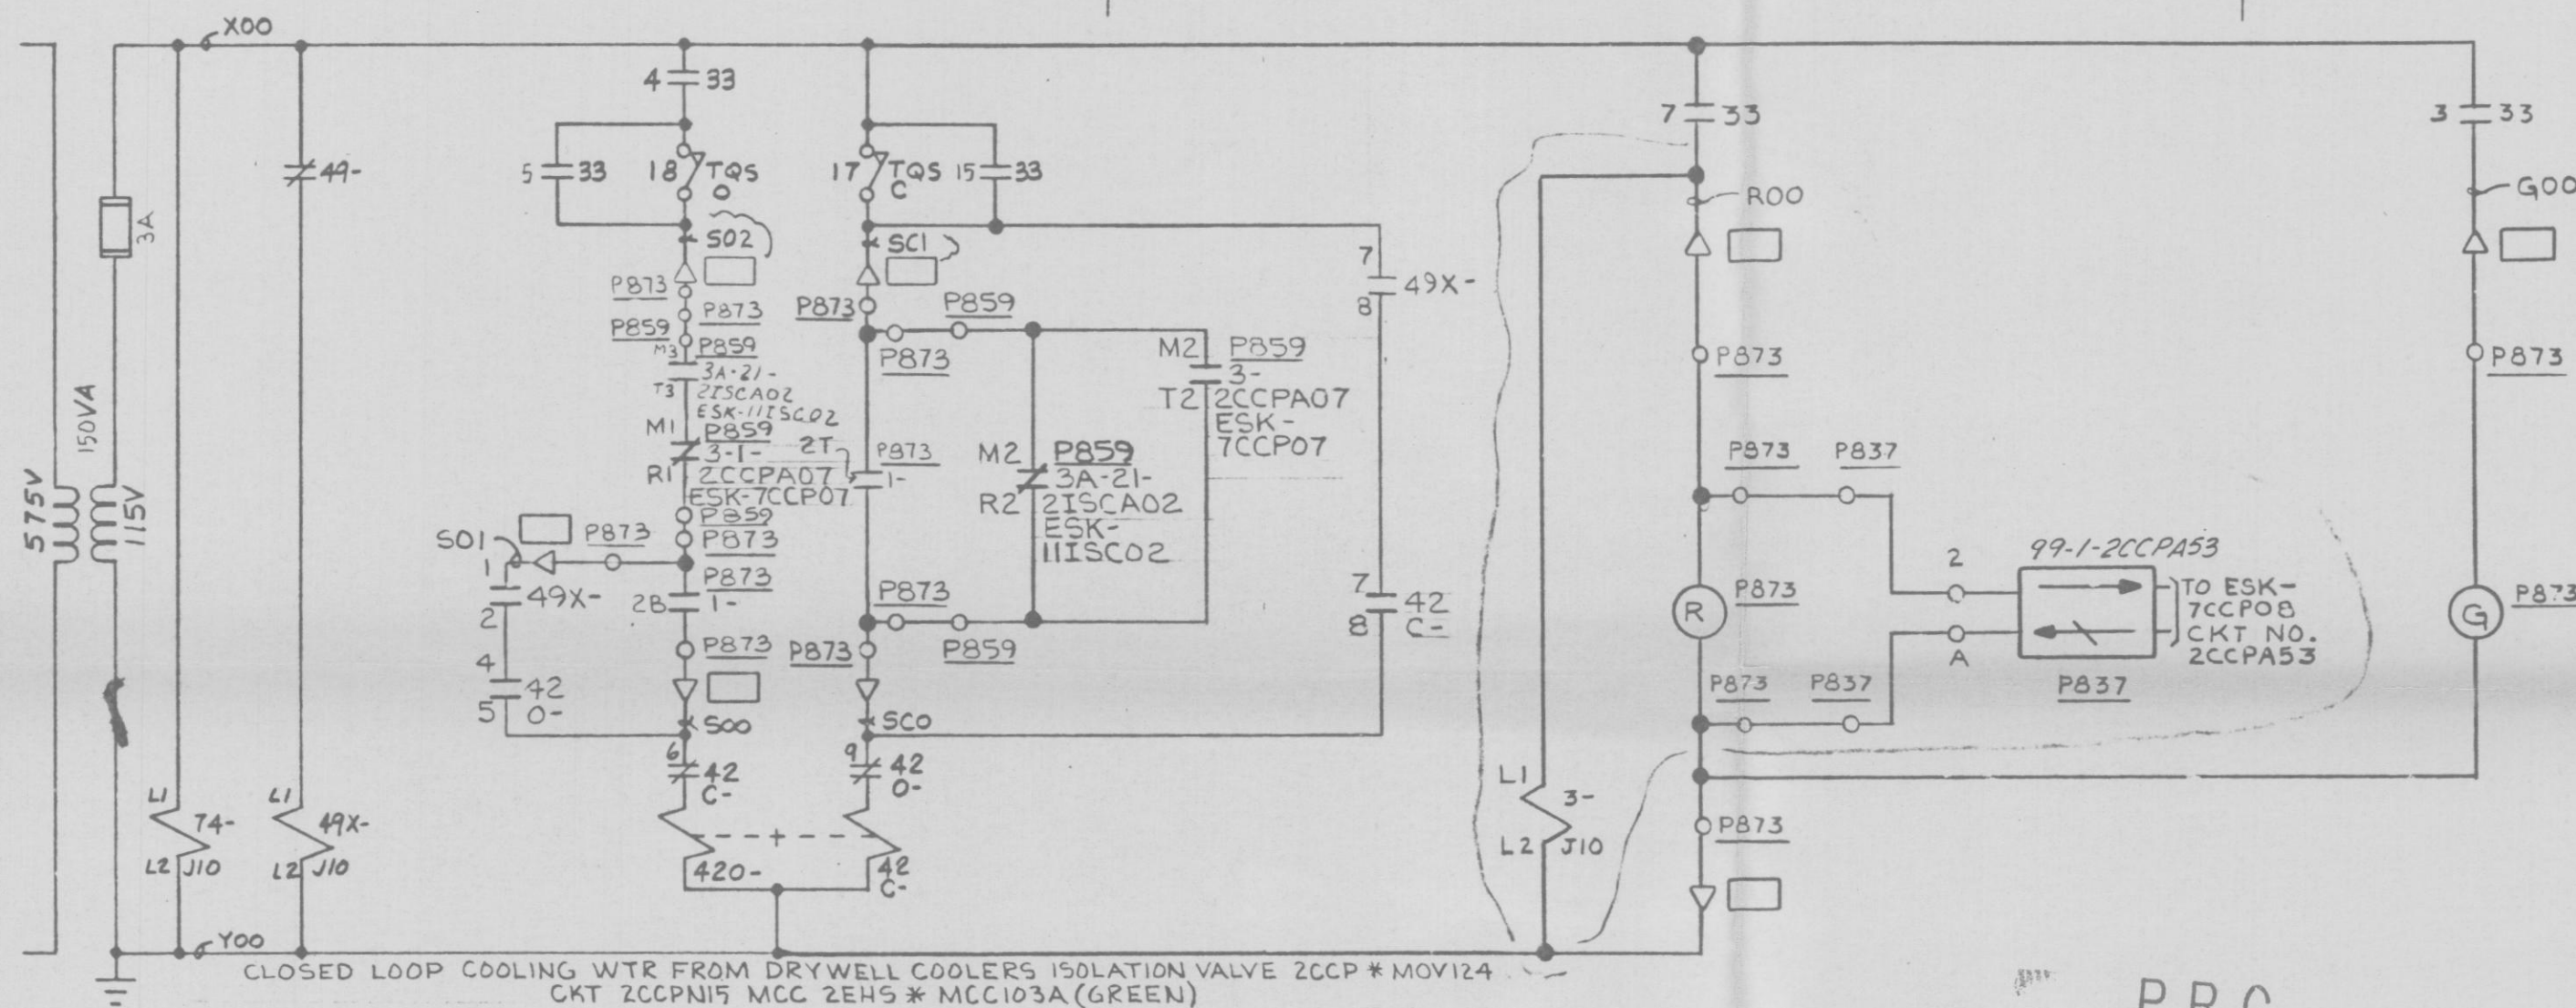 X00
4 33
7 33
3 33
3A
49-
5 33
18 TQS
O
17 TQS
C
15 33
R00
G00
S02
SC1
7
8
49X-
P873
P873
P859
M3 P859
T3 3A-21-
2ISCA02
ESK-11ISC02
M1 P859
R1 3-1-
2CCPA07
ESK-7CCP07
P859
P873
P873
P859
P873
2T
P873
1-
M2 P859
R2 3A-21-
2ISCA02
ESK-
11ISC02
M2 P859
3-
T2 2CCPA07
ESK-
7CCP07
P873
P873
P873
P837
575V
150VA
115V
S01
P873
1
2
49X-
P873
2B 1-
4
5
42
O-
P873
P873
P873
P859
7
8
42
C-
R
P873
2
A
99-1-2CCPA53
TO ESK-
7CCP08
CKT NO.
2CCPA53
P837
G
P873
P873
P837
S00
SC0
6 42
C-
9 42
O-
L1
74-
L2 J10
L1
49X-
L2 J10
420-
42
C-
L1
3-
L2 J10
P873
Y00
CLOSED LOOP COOLING WTR FROM DRYWELL COOLERS ISOLATION VALVE 2CCP * MOV124
CKT 2CCPN15 MCC 2EHS * MCC103A (GREEN)
P.R.C.